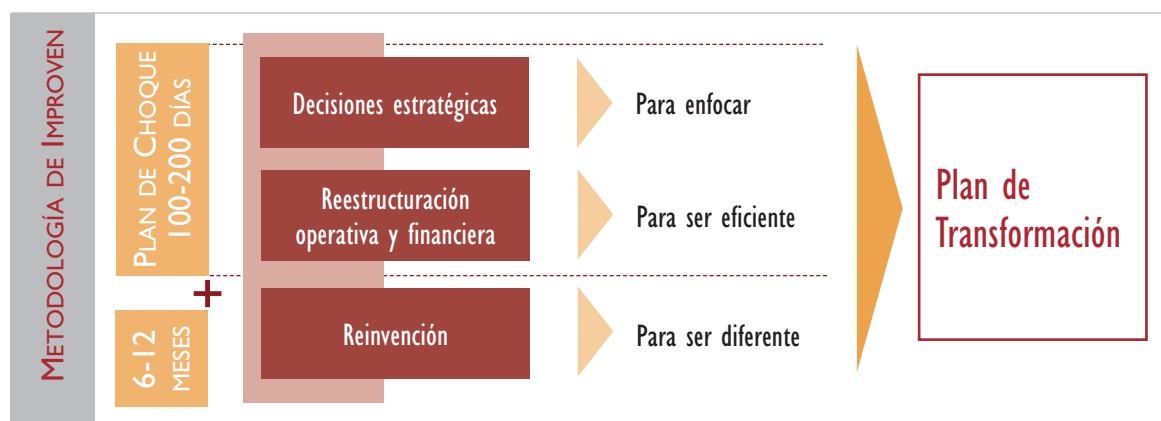 METODOLOGÍA DE IMPROVEN
PLAN DE CHOQUE
100-200 DÍAS
Decisiones estratégicas
Para enfocar
Reestructuración
operativa y financiera
Para ser eficiente
+
6-12
MESES
Reinvención
Para ser diferente
Plan de
Transformación